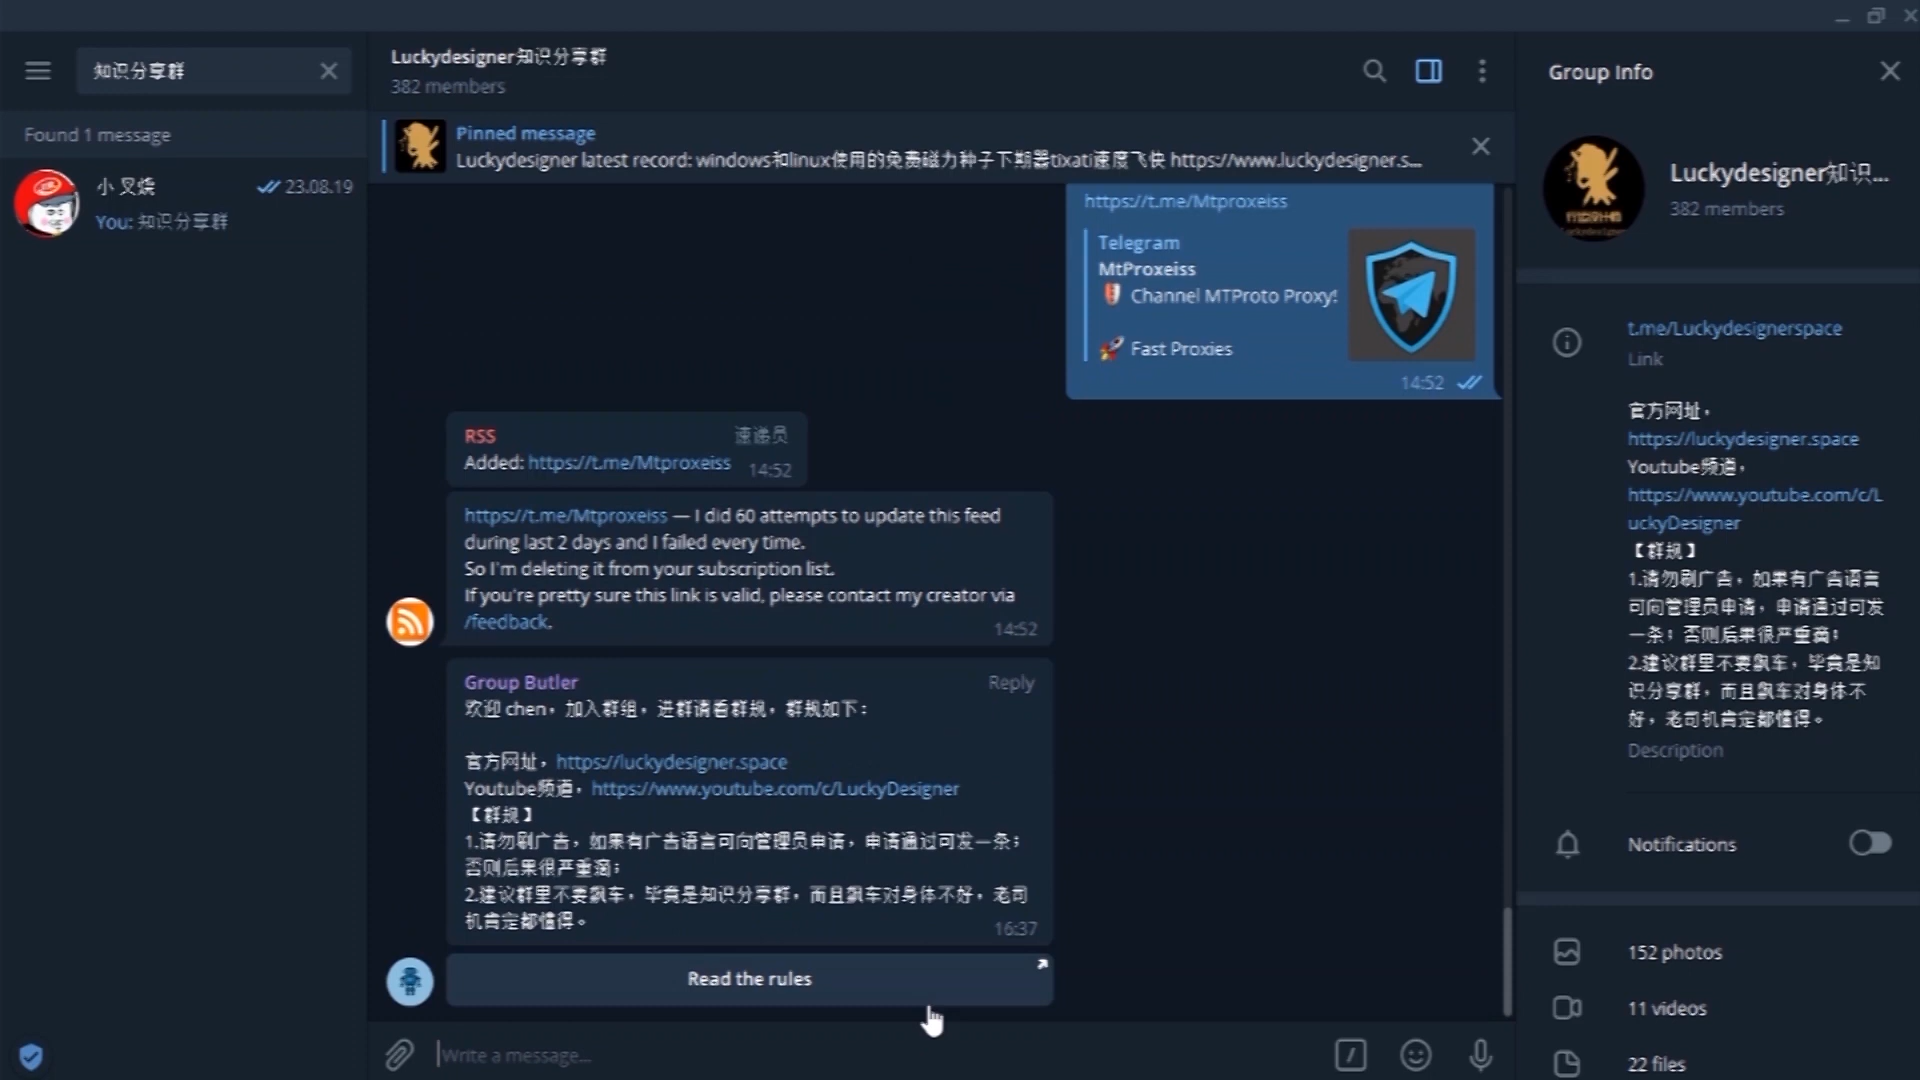 知识分享群
Found 1 message
小 叉烧
23.08.19
You: 知识分享群
Luckydesigner知识分享群
382 members
Pinned message
Luckydesigner latest record: windows和linux使用的免费磁力种子下期器tixati速度飞快 https://www.luckydesigner.s...
https://t.me/Mtproxeiss
Telegram
MtProxeiss
Channel MTProto Proxy!
Fast Proxies
14:52
RSS
速递员
Added: https://t.me/Mtproxeiss
14:52
https://t.me/Mtproxeiss — I did 60 attempts to update this feed
during last 2 days and I failed every time.
So I'm deleting it from your subscription list.
If you're pretty sure this link is valid, please contact my creator via
/feedback.
14:52
Group Butler
Reply
欢迎 chen，加入群组，进群请看群规，群规如下：
官方网址，https://luckydesigner.space
Youtube频道，https://www.youtube.com/c/LuckyDesigner
【群规】
1.请勿刷广告，如果有广告语言可向管理员申请，申请通过可发一条；
否则后果很严重滴；
2.建议群里不要飙车，毕竟是知识分享群，而且飙车对身体不好，老司
机肯定都懂得。
16:37
Read the rules
Write a message...
Group Info
Luckydesigner知识...
382 members
t.me/Luckydesignerspace
Link
官方网址，
https://luckydesigner.space
Youtube频道，
https://www.youtube.com/c/L
uckyDesigner
【群规】
1.请勿刷广告，如果有广告语言
可向管理员申请，申请通过可发
一条；否则后果很严重滴；
2.建议群里不要飙车，毕竟是知
识分享群，而且飙车对身体不
好，老司机肯定都懂得。
Description
Notifications
152 photos
11 videos
22 files